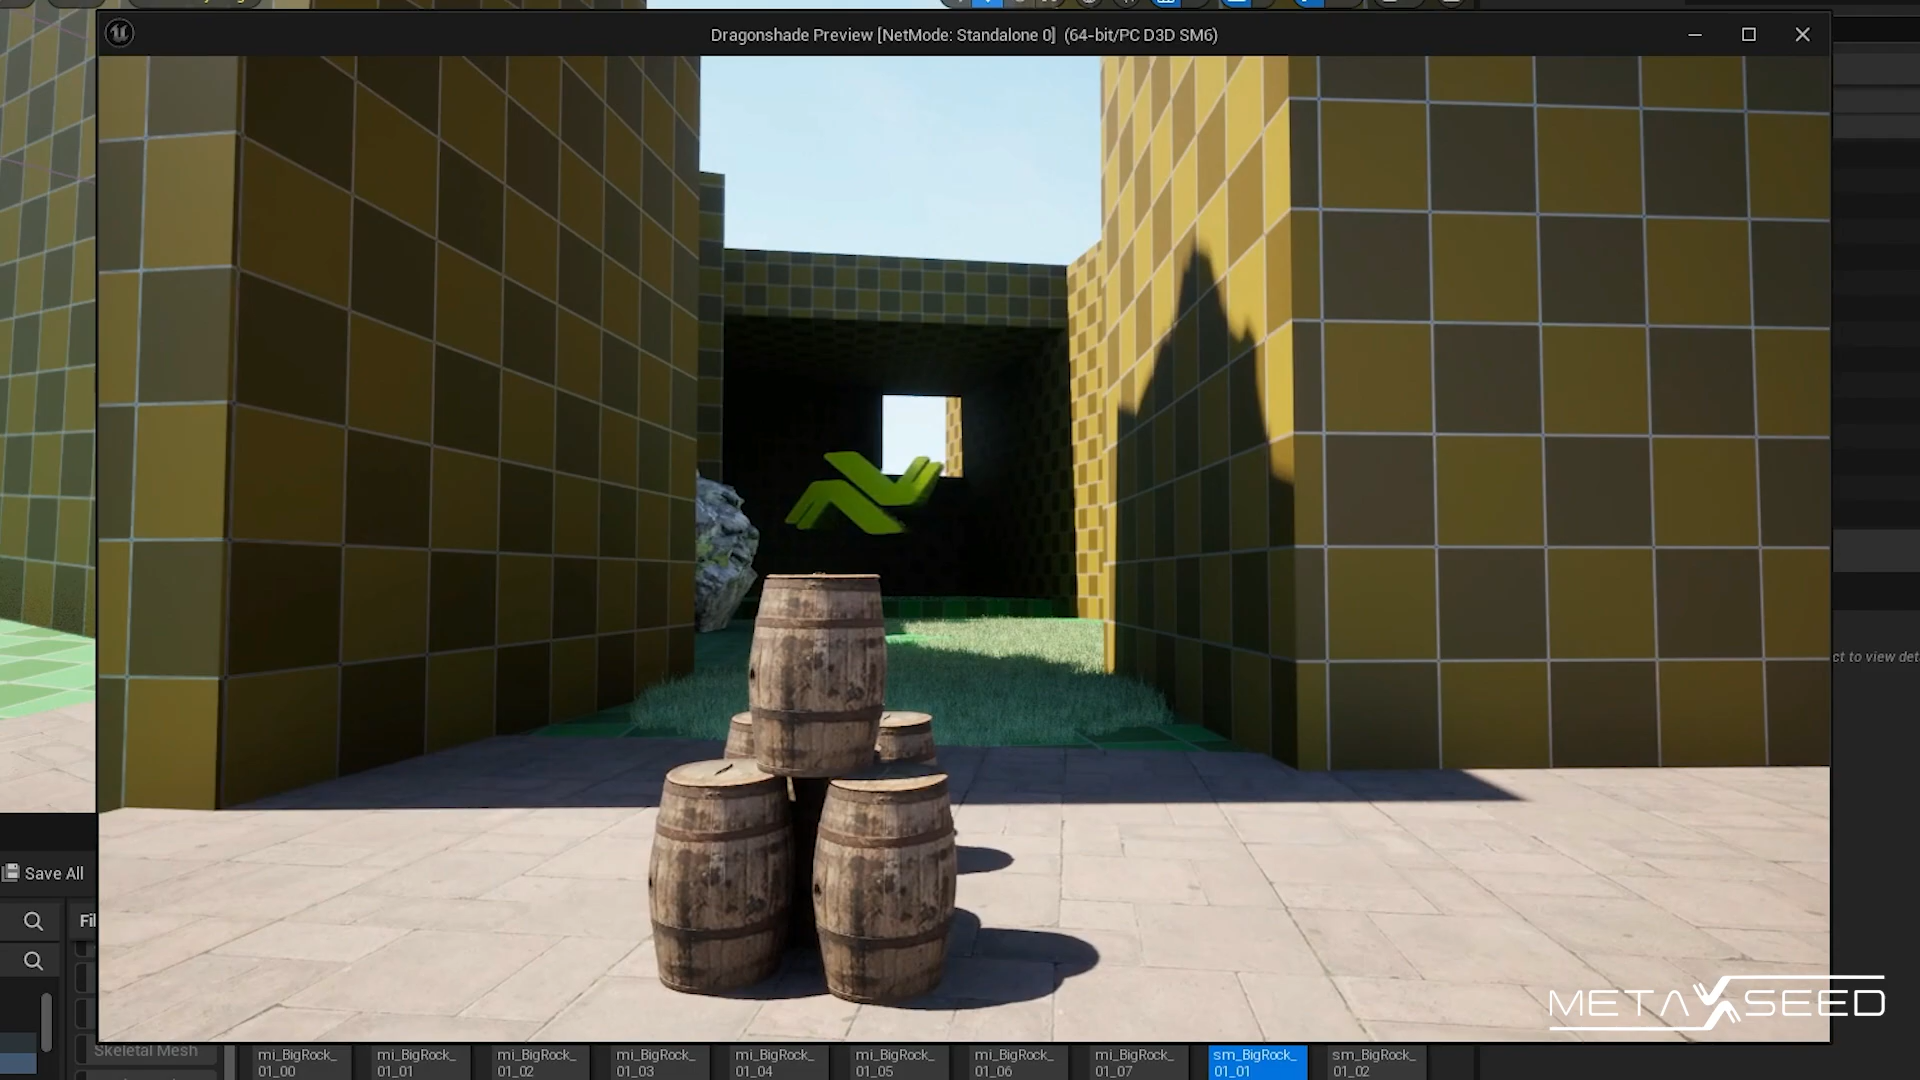 Dragonshade Preview [NetMode: Standalone 0] (64-bit/PC D3D SM6)
ct to view det
Save All
Fil
METAXSEED
Skeletal Mesh
mi_BigRock_
01_00
mi_BigRock_
01_01
mi_BigRock_
01_02
mi_BigRock_
01_03
mi_BigRock_
01_04
mi_BigRock_
01_05
mi_BigRock_
01_06
mi_BigRock_
01_07
sm_BigRock_
01_01
sm_BigRock_
01_02